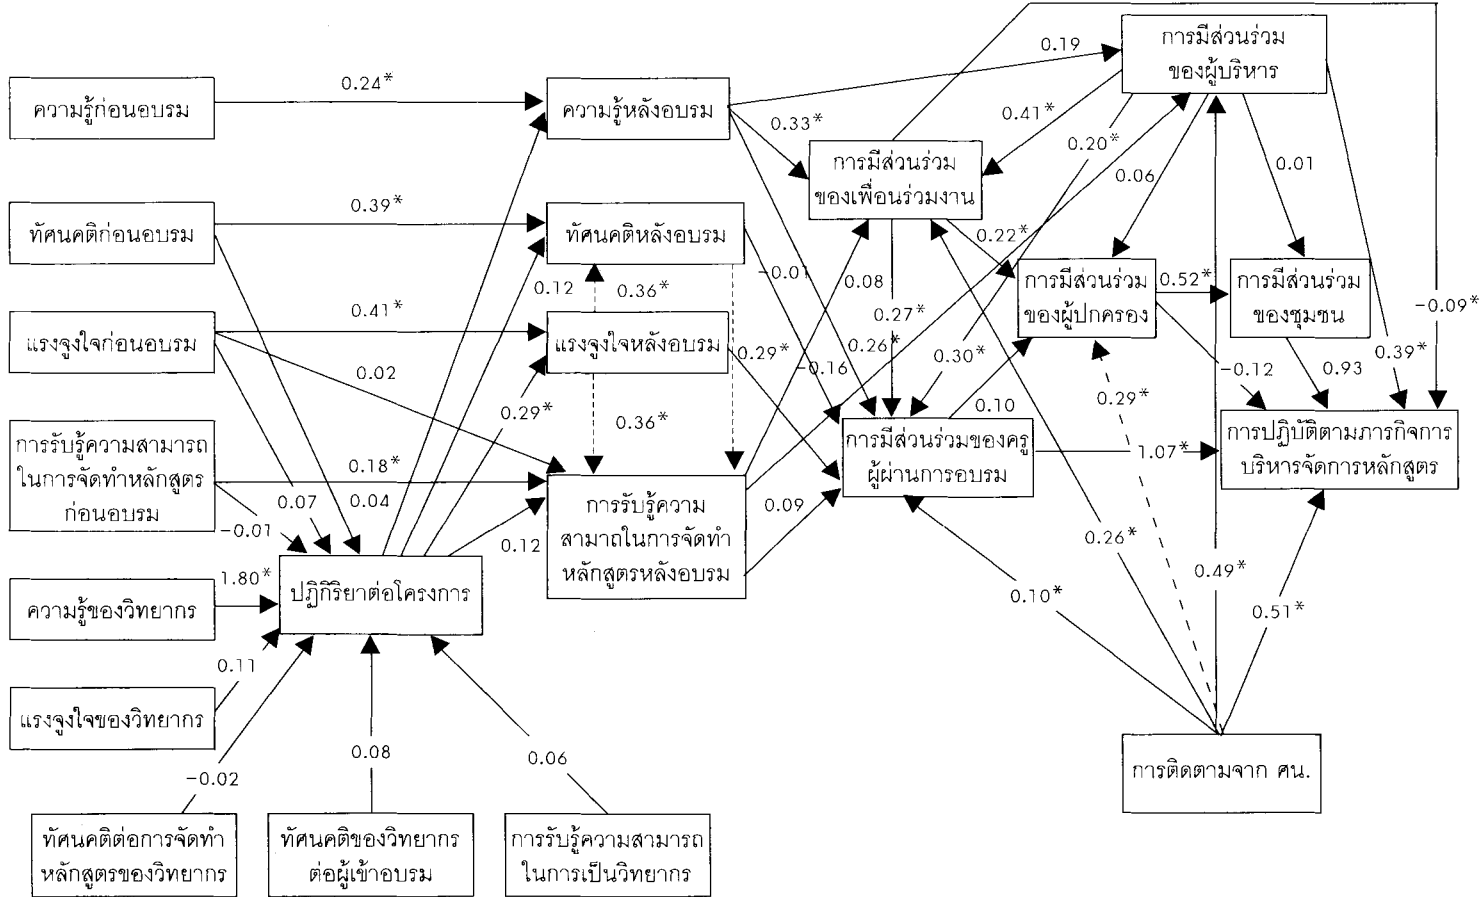 การมีส่วนร่วม
ของผู้บริหาร
0.19
0.24*
ความรู้ก่อนอบรม
ความรู้หลังอบรม
0.33*
0.41*
0.20*
การมีส่วนร่วม
ของเพื่อนร่วมงาน
0.06
0.01
0.39*
ทัศนคติก่อนอบรม
ทัศนคติหลังอบรม
0.22*
-0.01
0.08
0.12
0.36*
การมีส่วนร่วม
ของผู้ปกครอง
0.52*
การมีส่วนร่วม
ของชุมชน
-0.09*
0.41*
0.27*
แรงจูงใจก่อนอบรม
แรงจูงใจหลังอบรม
0.29*
0.26*
-0.16
0.30*
0.39*
0.02
-0.12
0.93
0.29*
0.36*
0.29*
0.10
การรับรู้ความสามารถ
ในการจัดทำหลักสูตร
ก่อนอบรม
0.18*
การมีส่วนร่วมของครู
ผู้ผ่านการอบรม
1.07*
การปฏิบัติตามภารกิจการ
บริหารจัดการหลักสูตร
0.07
0.04
-0.01
0.09
การรับรู้ความ
สามาถในการจัดทำ
หลักสูตรหลังอบรม
0.12
0.26*
1.80*
ปฏิกิริยาต่อโครงการ
ความรู้ของวิทยากร
0.49*
0.10*
0.51*
0.11
แรงจูงใจของวิทยากร
0.08
0.06
-0.02
การติดตามจาก ศน.
ทัศนคติต่อการจัดทำ
หลักสูตรของวิทยากร
ทัศนคติของวิทยากร
ต่อผู้เข้าอบรม
การรับรู้ความสามารถ
ในการเป็นวิทยากร